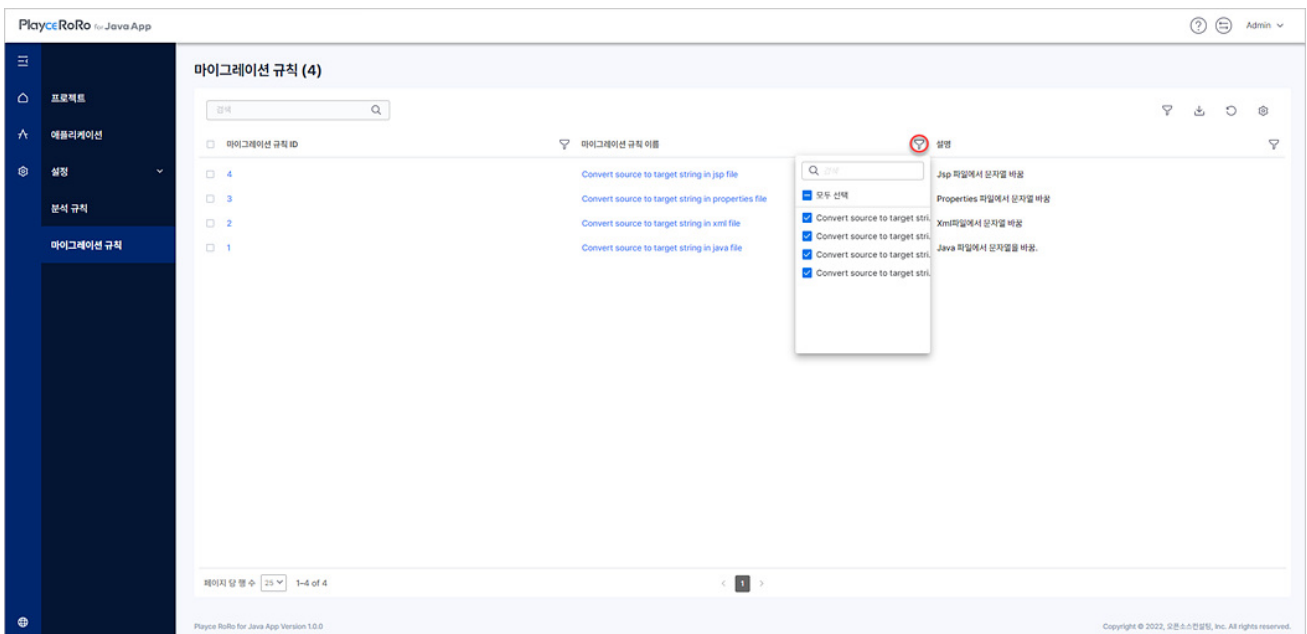 PlayceRoRo for Java App
Admin
마이그레이션 규칙 (4)
프로젝트
애플리케이션
설정
분석 규칙
마이그레이션 규칙
검색
마이그레이션 규칙 ID 마이그레이션 규칙 이름 설명
4 Convert source to target string in jsp file Jsp 파일에서 문자열 바꿈
3 Convert source to target string in properties file Properties 파일에서 문자열 바꿈
2 Convert source to target string in xml file Xml파일에서 문자열 바꿈
1 Convert source to target string in java file Java 파일에서 문자열을 바꿈.
검색
모두 선택
Convert source to target stri.
Convert source to target stri.
Convert source to target stri.
Convert source to target stri.
페이지 당 행 수 25 1–4 of 4
1
Playce RoRo for Java App Version 1.0.0
Copyright © 2022, 오픈소스컨설팅, Inc. All rights reserved.